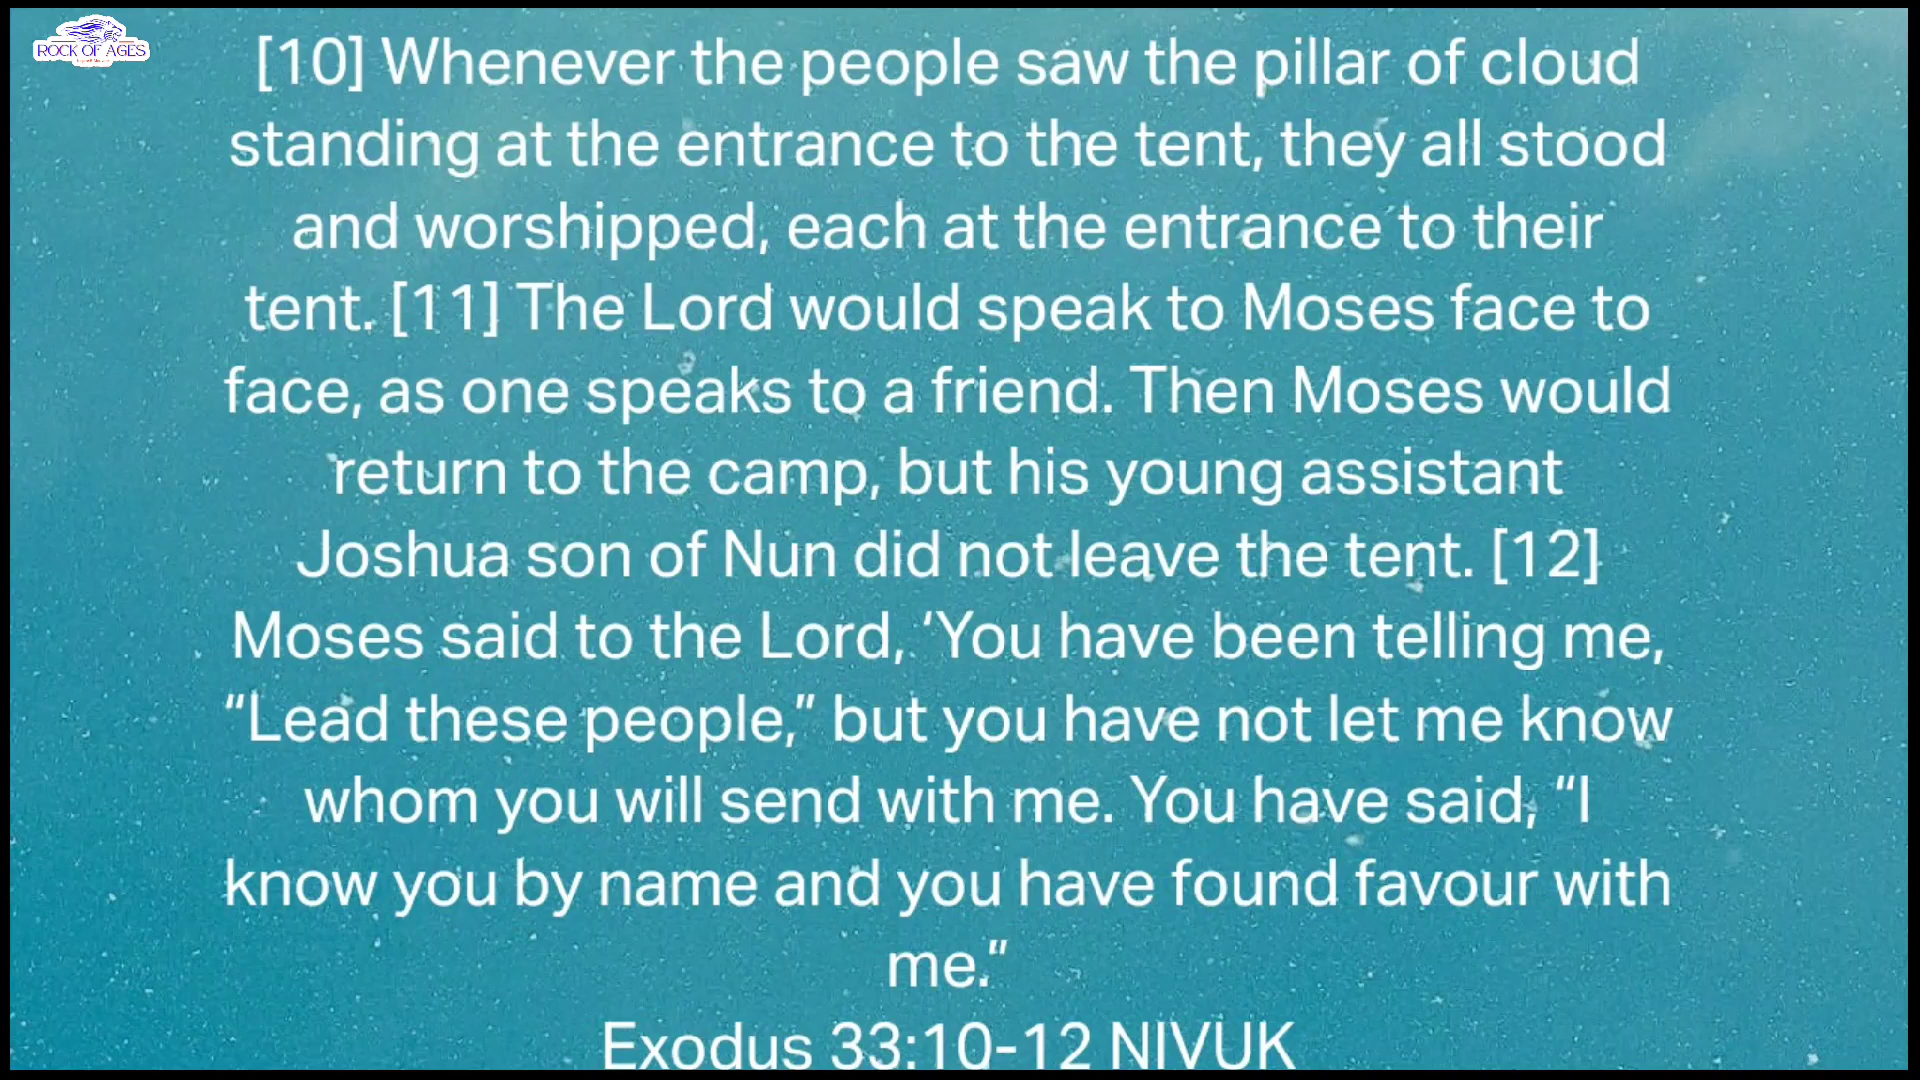 ROCK OF AGES
[10] Whenever the people saw the pillar of cloud
standing at the entrance to the tent, they all stood
and worshipped, each at the entrance to their
tent. [11] The Lord would speak to Moses face to
face, as one speaks to a friend. Then Moses would
return to the camp, but his young assistant
Joshua son of Nun did not leave the tent. [12]
Moses said to the Lord, ‘You have been telling me,
“Lead these people,” but you have not let me know
whom you will send with me. You have said, “I
know you by name and you have found favour with
me.”
Exodus 33:10-12 NIVUK